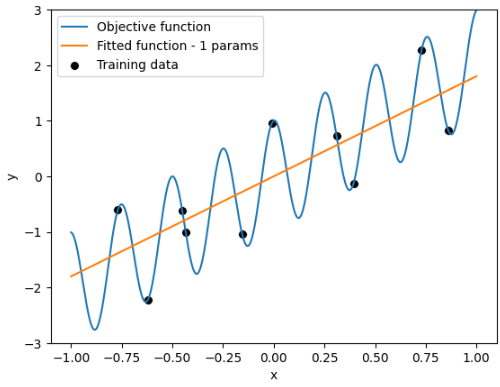 Objective function
Fitted function - 1 params
Training data
3
2
1
0
−1
−2
−3
y
−1.00 −0.75 −0.50 −0.25 0.00 0.25 0.50 0.75 1.00
x